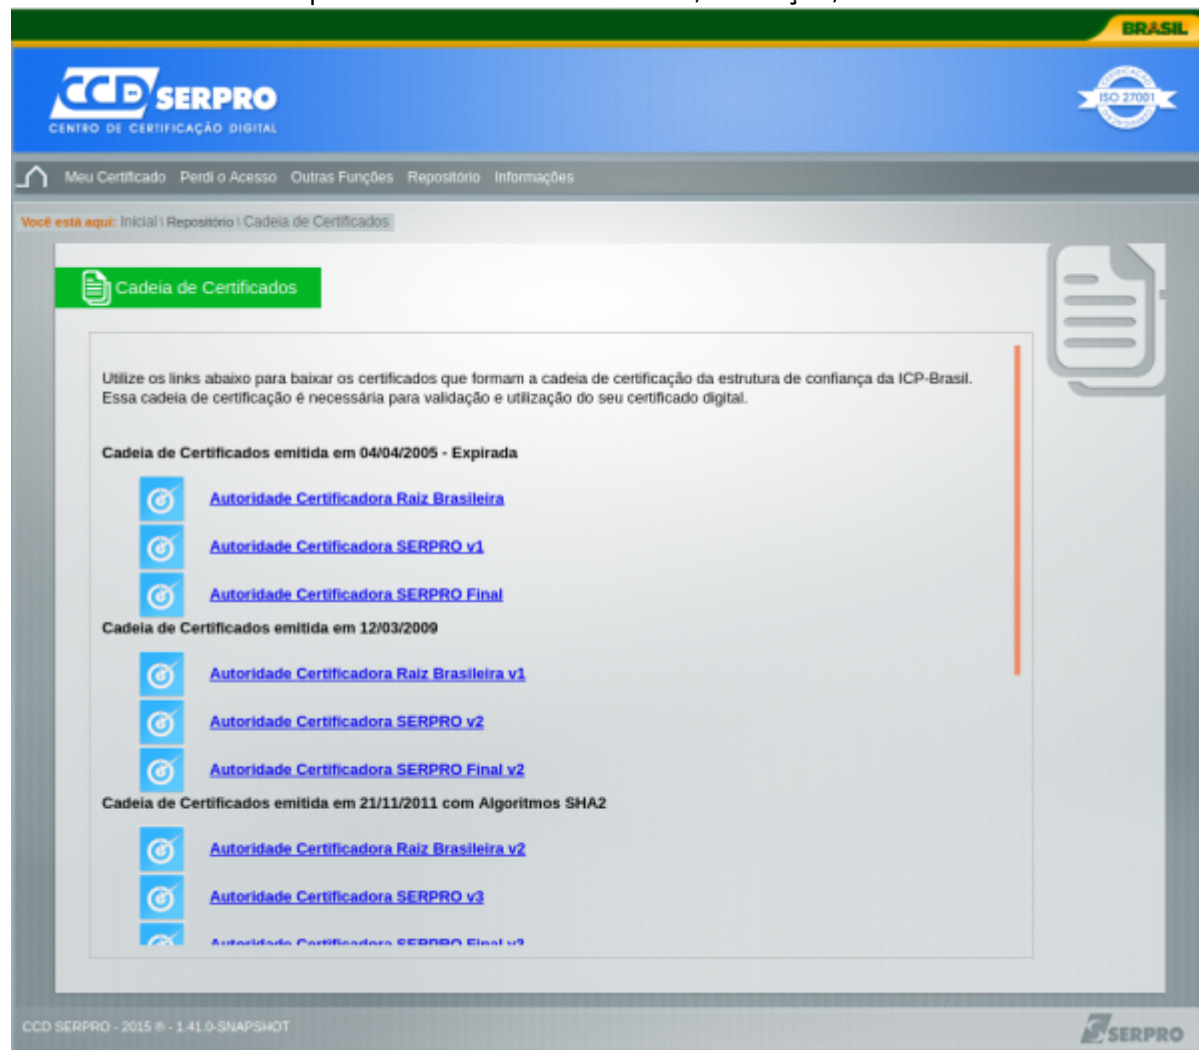 BRASIL
CCD SERPRO
CENTRO DE CERTIFICAÇÃO DIGITAL
ISO 27001
Meu Certificado Perdi o Acesso Outras Funções Repositório Informações
Você está aqui: Inicial \ Repositório \ Cadeia de Certificados
Cadeia de Certificados
Utilize os links abaixo para baixar os certificados que formam a cadeia de certificação da estrutura de confiança da ICP-Brasil.
Essa cadeia de certificação é necessária para validação e utilização do seu certificado digital.
Cadeia de Certificados emitida em 04/04/2005 - Expirada
Autoridade Certificadora Raiz Brasileira
Autoridade Certificadora SERPRO v1
Autoridade Certificadora SERPRO Final
Cadeia de Certificados emitida em 12/03/2009
Autoridade Certificadora Raiz Brasileira v1
Autoridade Certificadora SERPRO v2
Autoridade Certificadora SERPRO Final v2
Cadeia de Certificados emitida em 21/11/2011 com Algoritmos SHA2
Autoridade Certificadora Raiz Brasileira v2
Autoridade Certificadora SERPRO v3
Autoridade Certificadora SERPRO Final v3
CCD SERPRO - 2015 ® - 1.41.0-SNAPSHOT
SERPRO